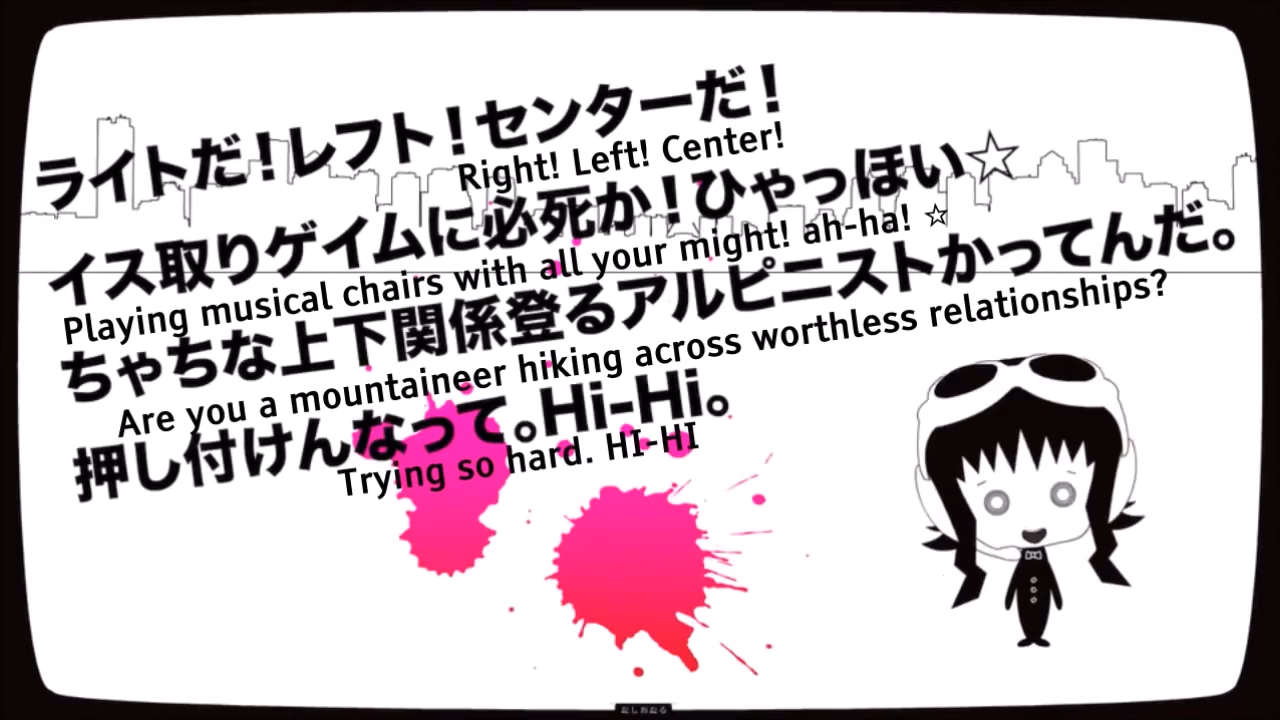 ライトだ！レフト！センターだ！
Right! Left! Center!
イス取りゲイムに必死か！ひゃっほい☆
Playing musical chairs with all your might! ah-ha! ☆
ちゃちな上下関係登るアルピニストかってんだ。
Are you a mountaineer hiking across worthless relationships?
押し付けんなって。Hi-Hi。
Trying so hard. HI-HI